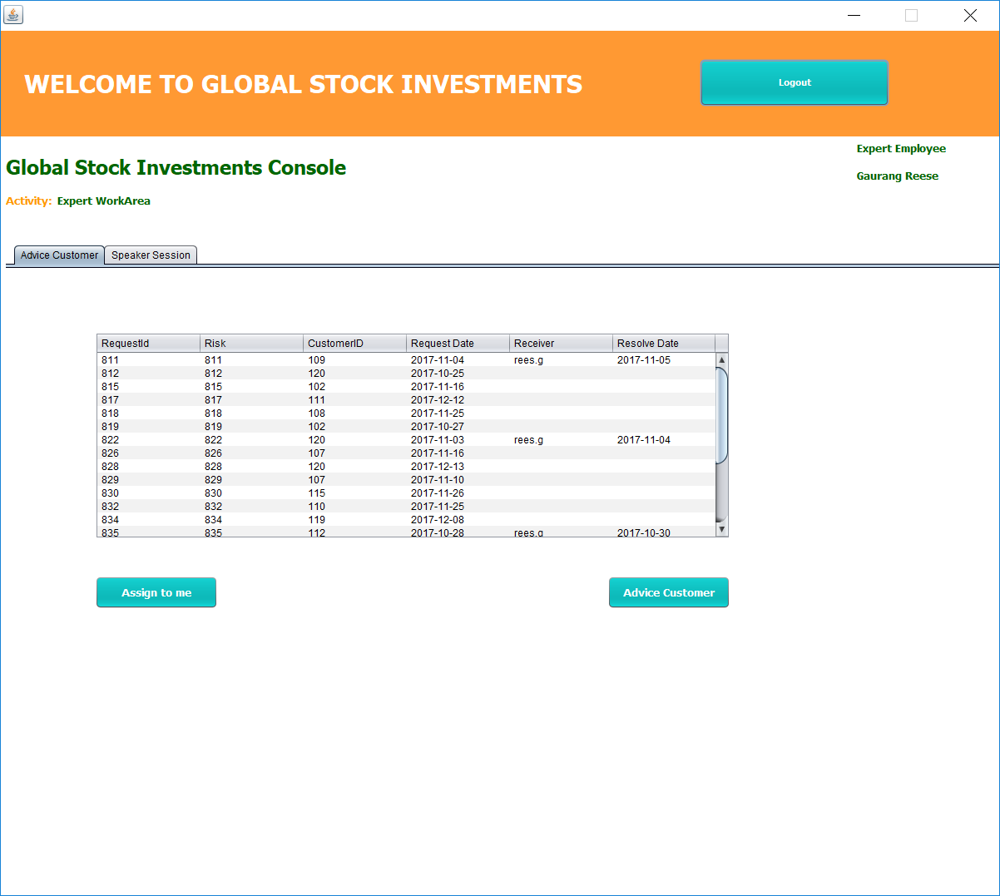 WELCOME TO GLOBAL STOCK INVESTMENTS
Logout
Expert Employee
Global Stock Investments Console
Gaurang Reese
Activity: Expert WorkArea
Advice Customer Speaker Session
RequestId Risk CustomerID Request Date Receiver Resolve Date
811 811 109 2017-11-04 rees.g 2017-11-05
812 812 120 2017-10-25
815 815 102 2017-11-16
817 817 111 2017-12-12
818 818 108 2017-11-25
819 819 102 2017-10-27
822 822 120 2017-11-03 rees.g 2017-11-04
826 826 107 2017-11-16
828 828 120 2017-12-13
829 829 107 2017-11-10
830 830 115 2017-11-26
832 832 110 2017-11-25
834 834 119 2017-12-08
835 835 112 2017-10-28 rees.g 2017-10-30
Assign to me Advice Customer